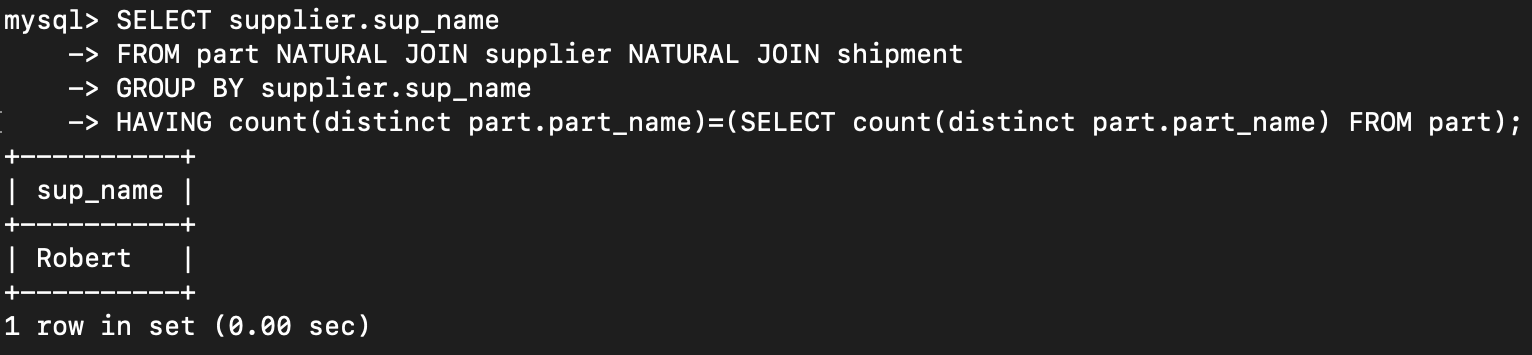 mysql> SELECT supplier.sup_name
    -> FROM part NATURAL JOIN supplier NATURAL JOIN shipment
    -> GROUP BY supplier.sup_name
    -> HAVING count(distinct part.part_name)=(SELECT count(distinct part.part_name) FROM part);
+----------+
| sup_name |
+----------+
| Robert   |
+----------+
1 row in set (0.00 sec)